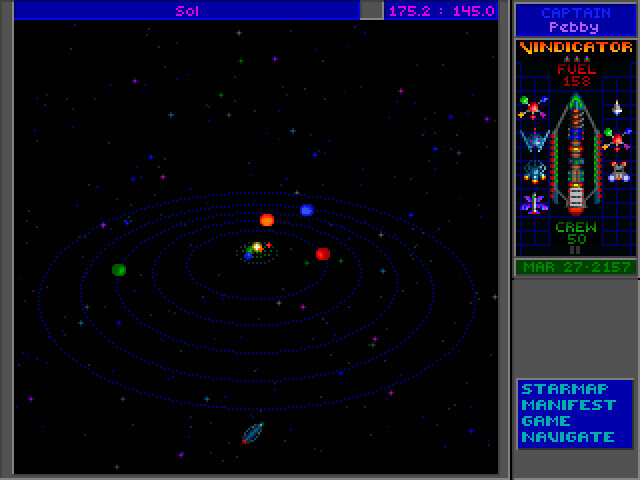 Sol
175.2 : 145.0
CAPTAIN
Pebby
VINDICATOR
FUEL
158
CREW
50
MAR 27·2157
STARMAP
MANIFEST
GAME
NAVIGATE